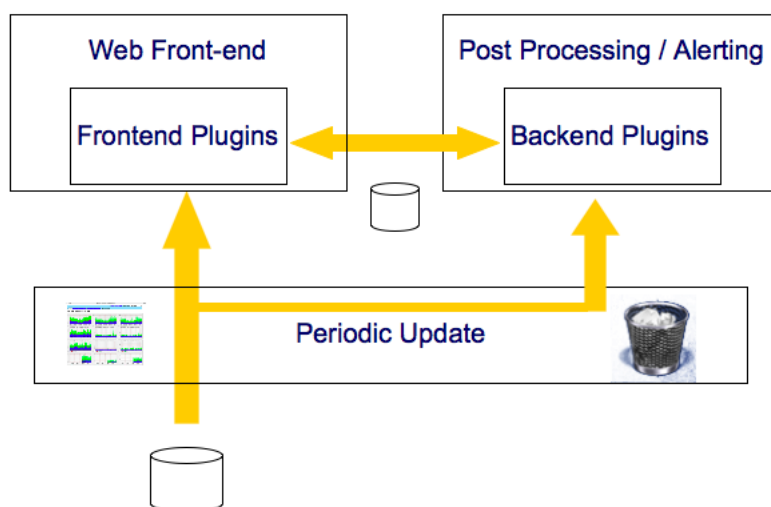 Web Front-end
Post Processing / Alerting
Frontend Plugins
Backend Plugins
Periodic Update